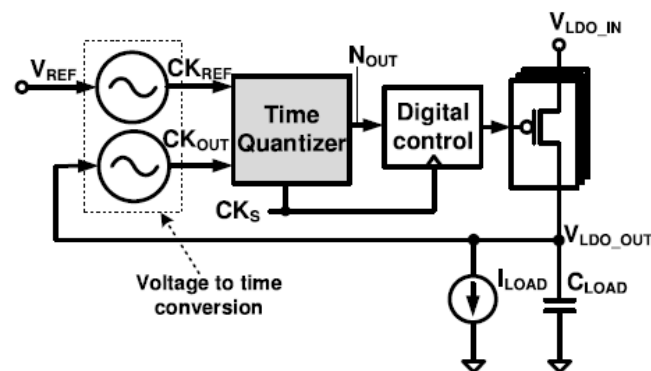 V_LDO_IN
V_REF
CK_REF
N_OUT
Time
Quantizer
Digital
control
CK_OUT
CK_S
V_LDO_OUT
Voltage to time
conversion
I_LOAD
C_LOAD